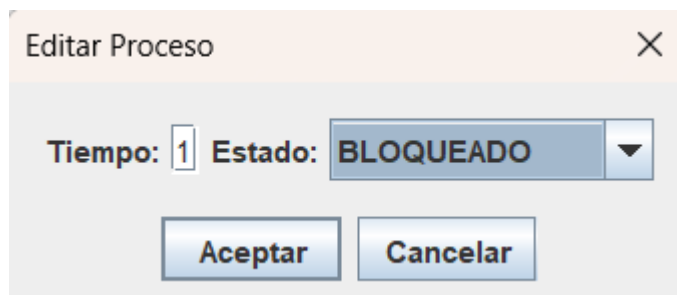 Editar Proceso
Tiempo: 1 Estado: BLOQUEADO
Aceptar Cancelar